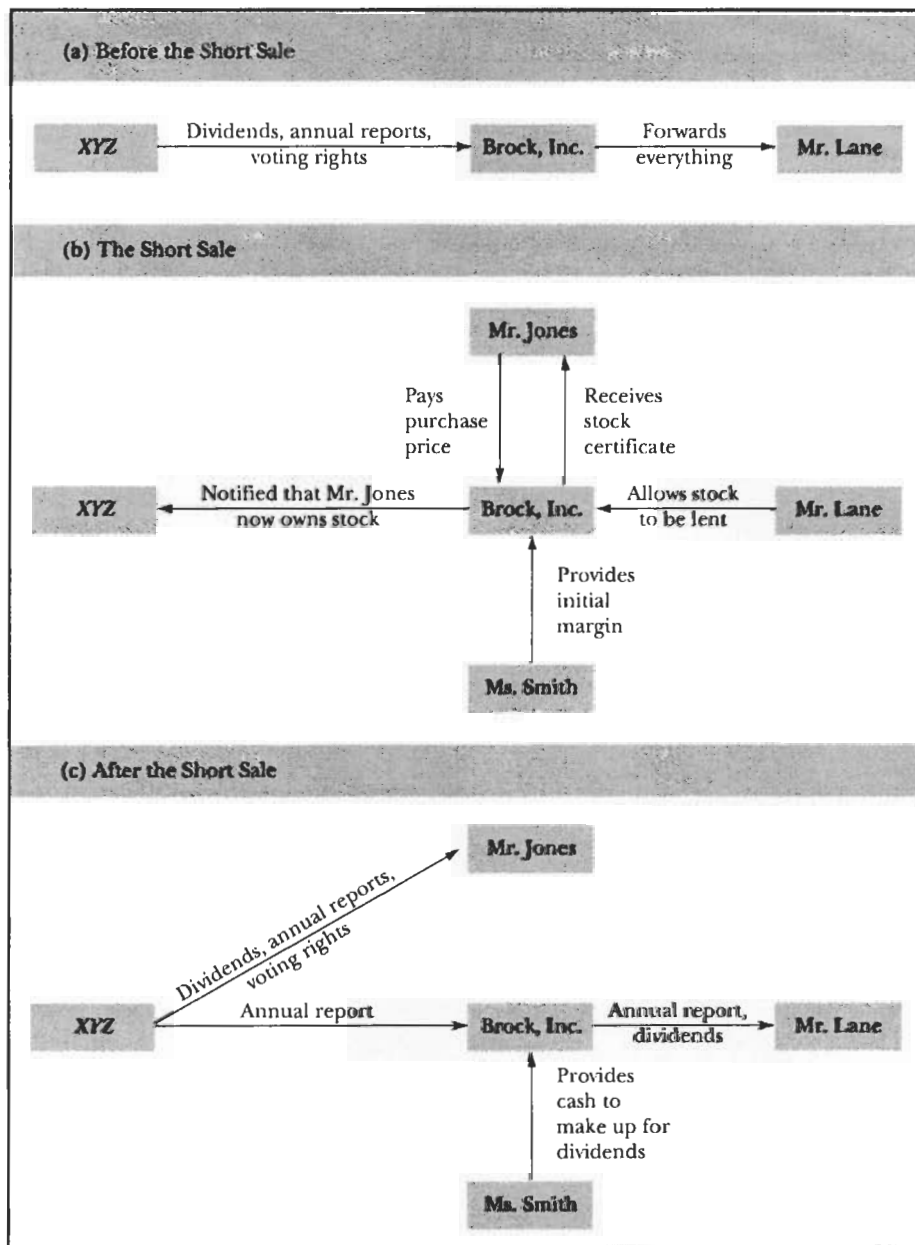 (a) Before the Short Sale
XYZ
Dividends, annual reports,
voting rights
Brock, Inc.
Forwards
everything
Mr. Lane
(b) The Short Sale
Mr. Jones
Pays
purchase
price
Receives
stock
certificate
XYZ
Notified that Mr. Jones
now owns stock
Brock, Inc.
Allows stock
to be lent
Mr. Lane
Provides
initial
margin
Ms. Smith
(c) After the Short Sale
Mr. Jones
Dividends, annual reports,
voting rights
XYZ
Annual report
Brock, Inc.
Annual report,
dividends
Mr. Lane
Provides
cash to
make up for
dividends
Ms. Smith